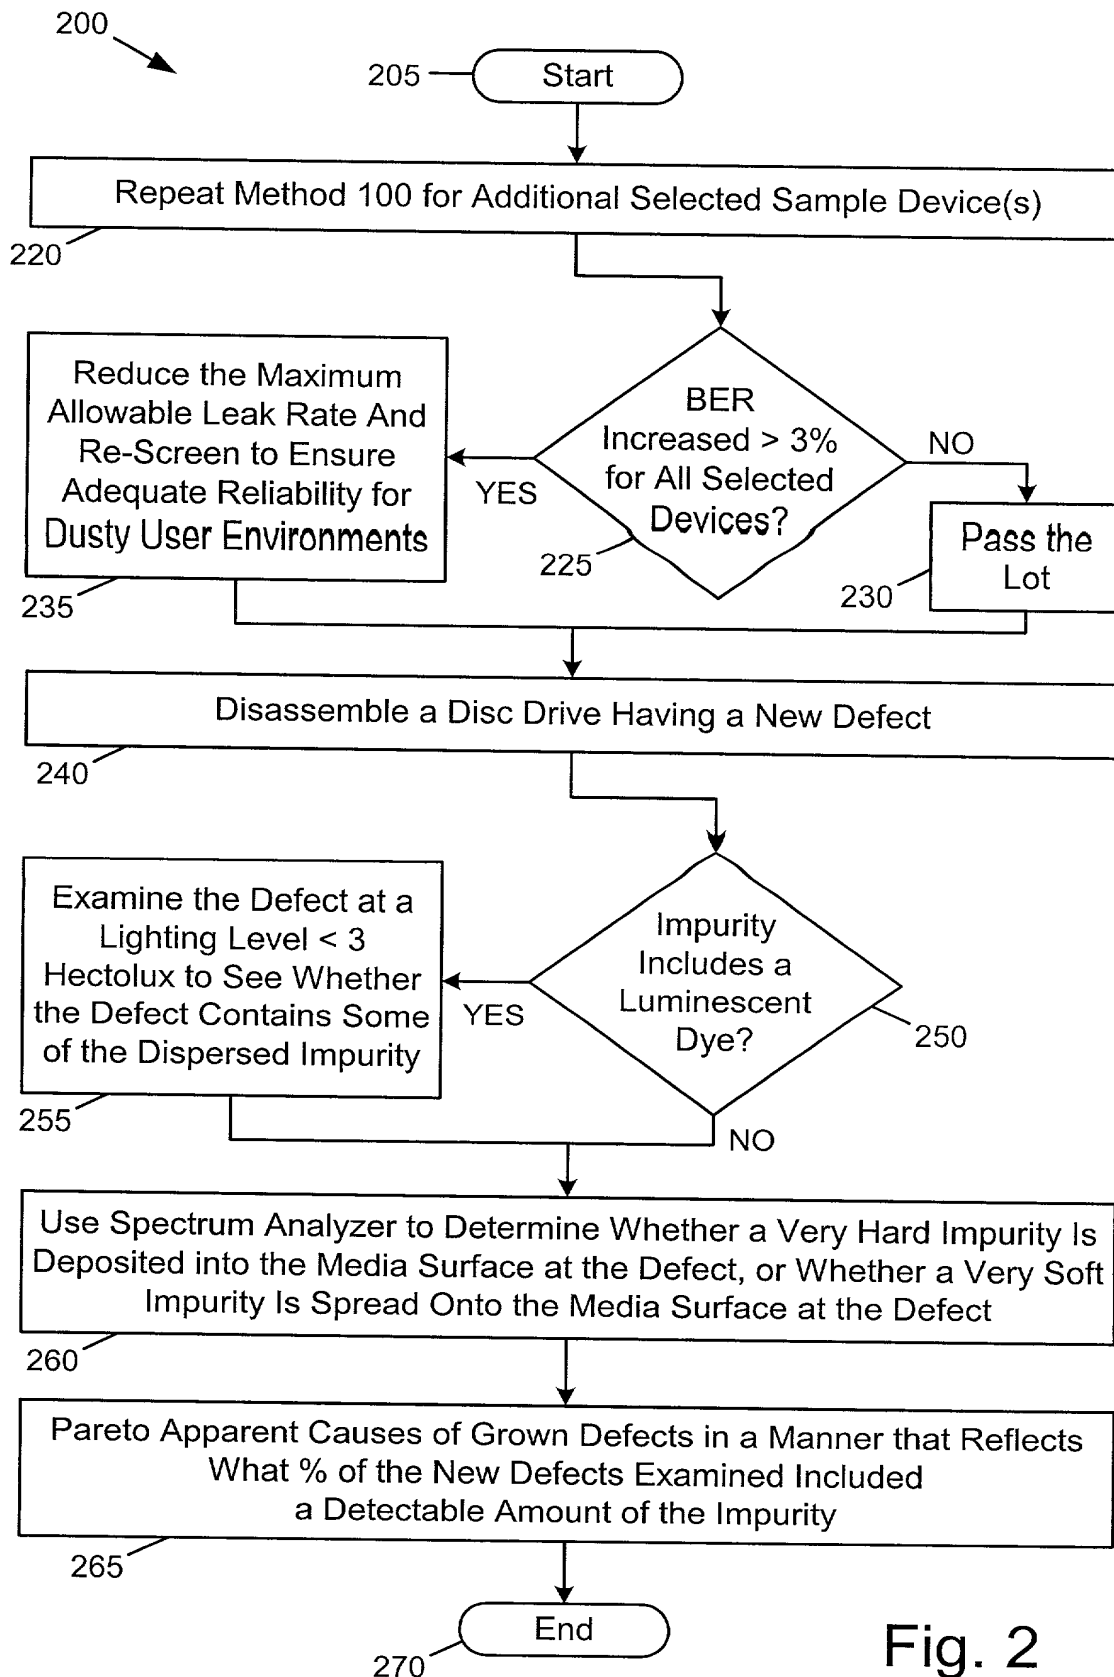 200
205
Start
Repeat Method 100 for Additional Selected Sample Device(s)
220
Reduce the Maximum
Allowable Leak Rate And
Re-Screen to Ensure
Adequate Reliability for
Dusty User Environments
235
YES
BER
Increased > 3%
for All Selected
Devices?
225
NO
Pass the
Lot
230
Disassemble a Disc Drive Having a New Defect
240
Examine the Defect at a
Lighting Level < 3
Hectolux to See Whether
the Defect Contains Some
of the Dispersed Impurity
255
YES
Impurity
Includes a
Luminescent
Dye?
250
NO
Use Spectrum Analyzer to Determine Whether a Very Hard Impurity Is
Deposited into the Media Surface at the Defect, or Whether a Very Soft
Impurity Is Spread Onto the Media Surface at the Defect
260
Pareto Apparent Causes of Grown Defects in a Manner that Reflects
What % of the New Defects Examined Included
a Detectable Amount of the Impurity
265
End
270
Fig. 2